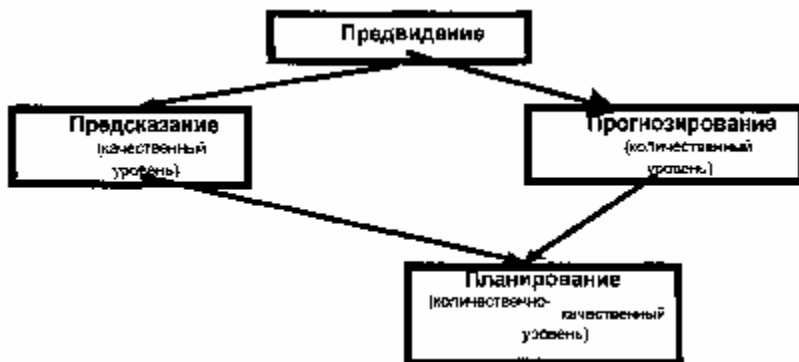 Предвидение
Предсказание
(качественный
уровень)
Прогнозирование
(количественный
уровень)
Планирование
(количественно-
качественный
уровень)